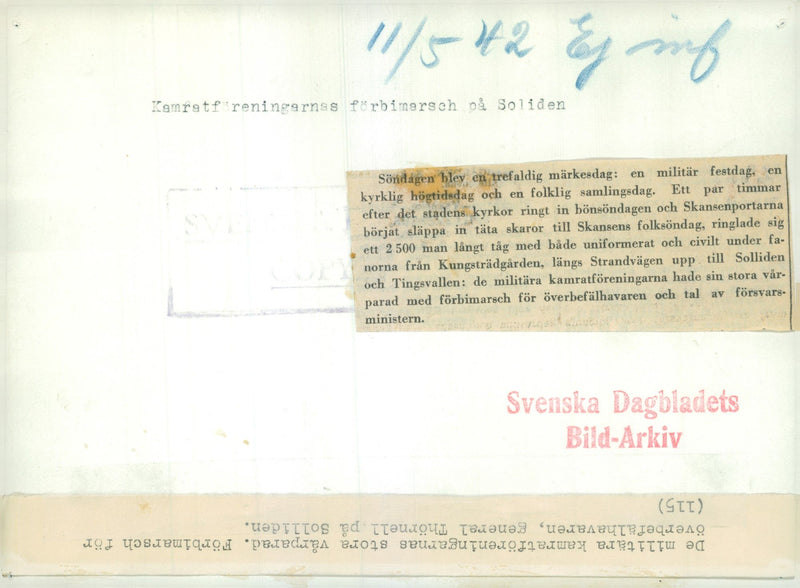 11/5 42 Ej inf
Kamratföreningarnas förbimarsch på Soliden
Söndagen blev en trefaldig märkesdag: en militär festdag, en
kyrklig högtidsdag och en folklig samlingsdag. Ett par timmar
efter det stadens kyrkor ringt in bönsöndagen och Skansenportarna
börjat släppa in täta skaror till Skansens folksöndag, ringlade sig
ett 2 500 man långt tåg med både uniformerat och civilt under fa-
norna från Kungsträdgården, längs Strandvägen upp till Solliden
och Tingsvallen: de militära kamratföreningarna hade sin stora vår-
parad med förbimarsch för överbefälhavaren och tal av försvars-
ministern.
COPY
Svenska Dagbladets
Bild-Arkiv
De militära kamratföreningarnas stora vårparad. Förbimarsch för
överbefälhavaren, general Thörnell på Solliden.
(115)